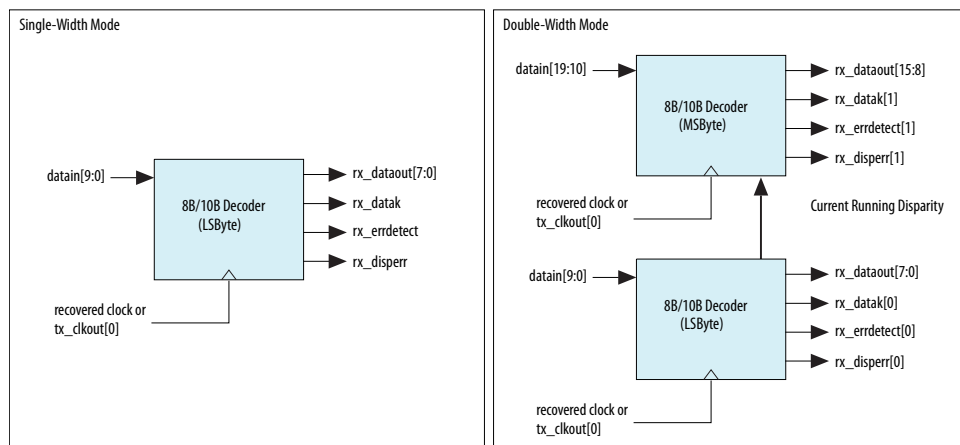 Single-Width Mode
datain[9:0]
8B/10B Decoder
(LSByte)
rx_dataout[7:0]
rx_datak
rx_errdetect
rx_disperr
recovered clock or
tx_clkout[0]
Double-Width Mode
datain[19:10]
8B/10B Decoder
(MSByte)
rx_dataout[15:8]
rx_datak[1]
rx_errdetect[1]
rx_disperr[1]
recovered clock or
tx_clkout[0]
Current Running Disparity
datain[9:0]
8B/10B Decoder
(LSByte)
rx_dataout[7:0]
rx_datak[0]
rx_errdetect[0]
rx_disperr[0]
recovered clock or
tx_clkout[0]